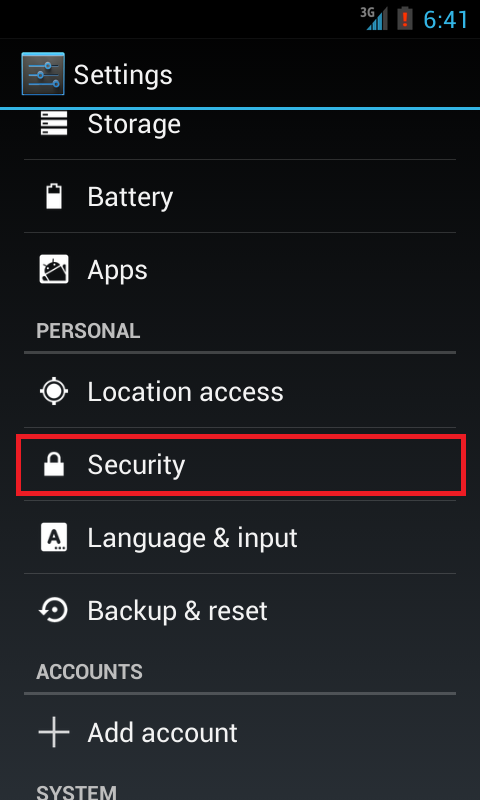 3G 6:41
Settings
Storage
Battery
Apps
PERSONAL
Location access
Security
Language & input
Backup & reset
ACCOUNTS
Add account
SYSTEM